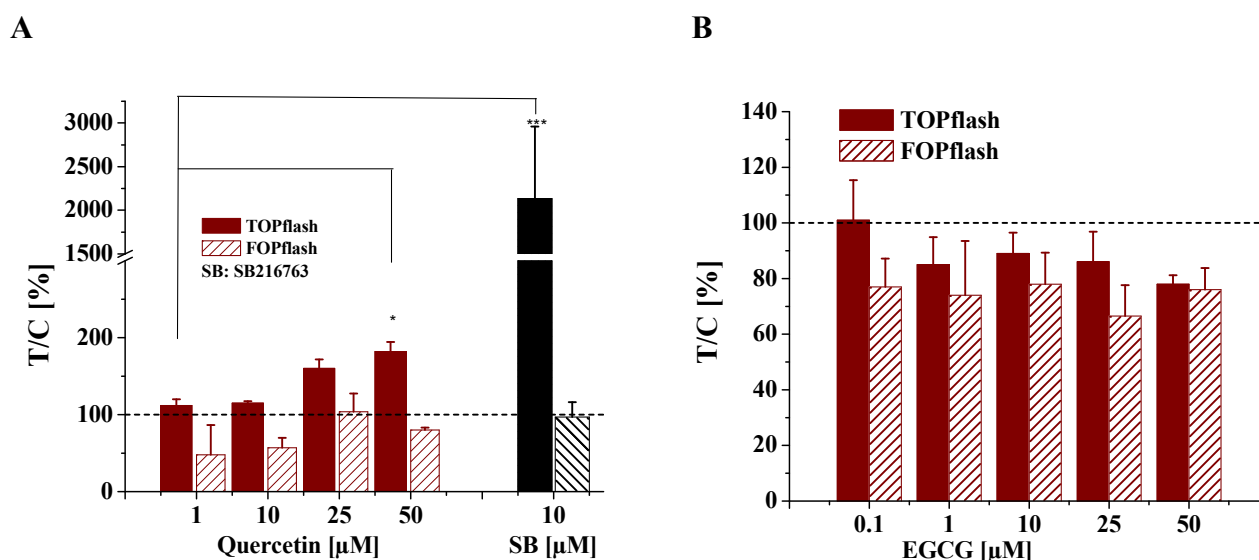 A
T/C [%]
3000
2500
2000
1500
200
100
0
***
*
TOPflash
FOPflash
SB: SB216763
1 10 25 50 10
Quercetin [µM] SB [µM]
B
T/C [%]
140
120
100
80
60
40
20
0
TOPflash
FOPflash
0.1 1 10 25 50
EGCG [µM]